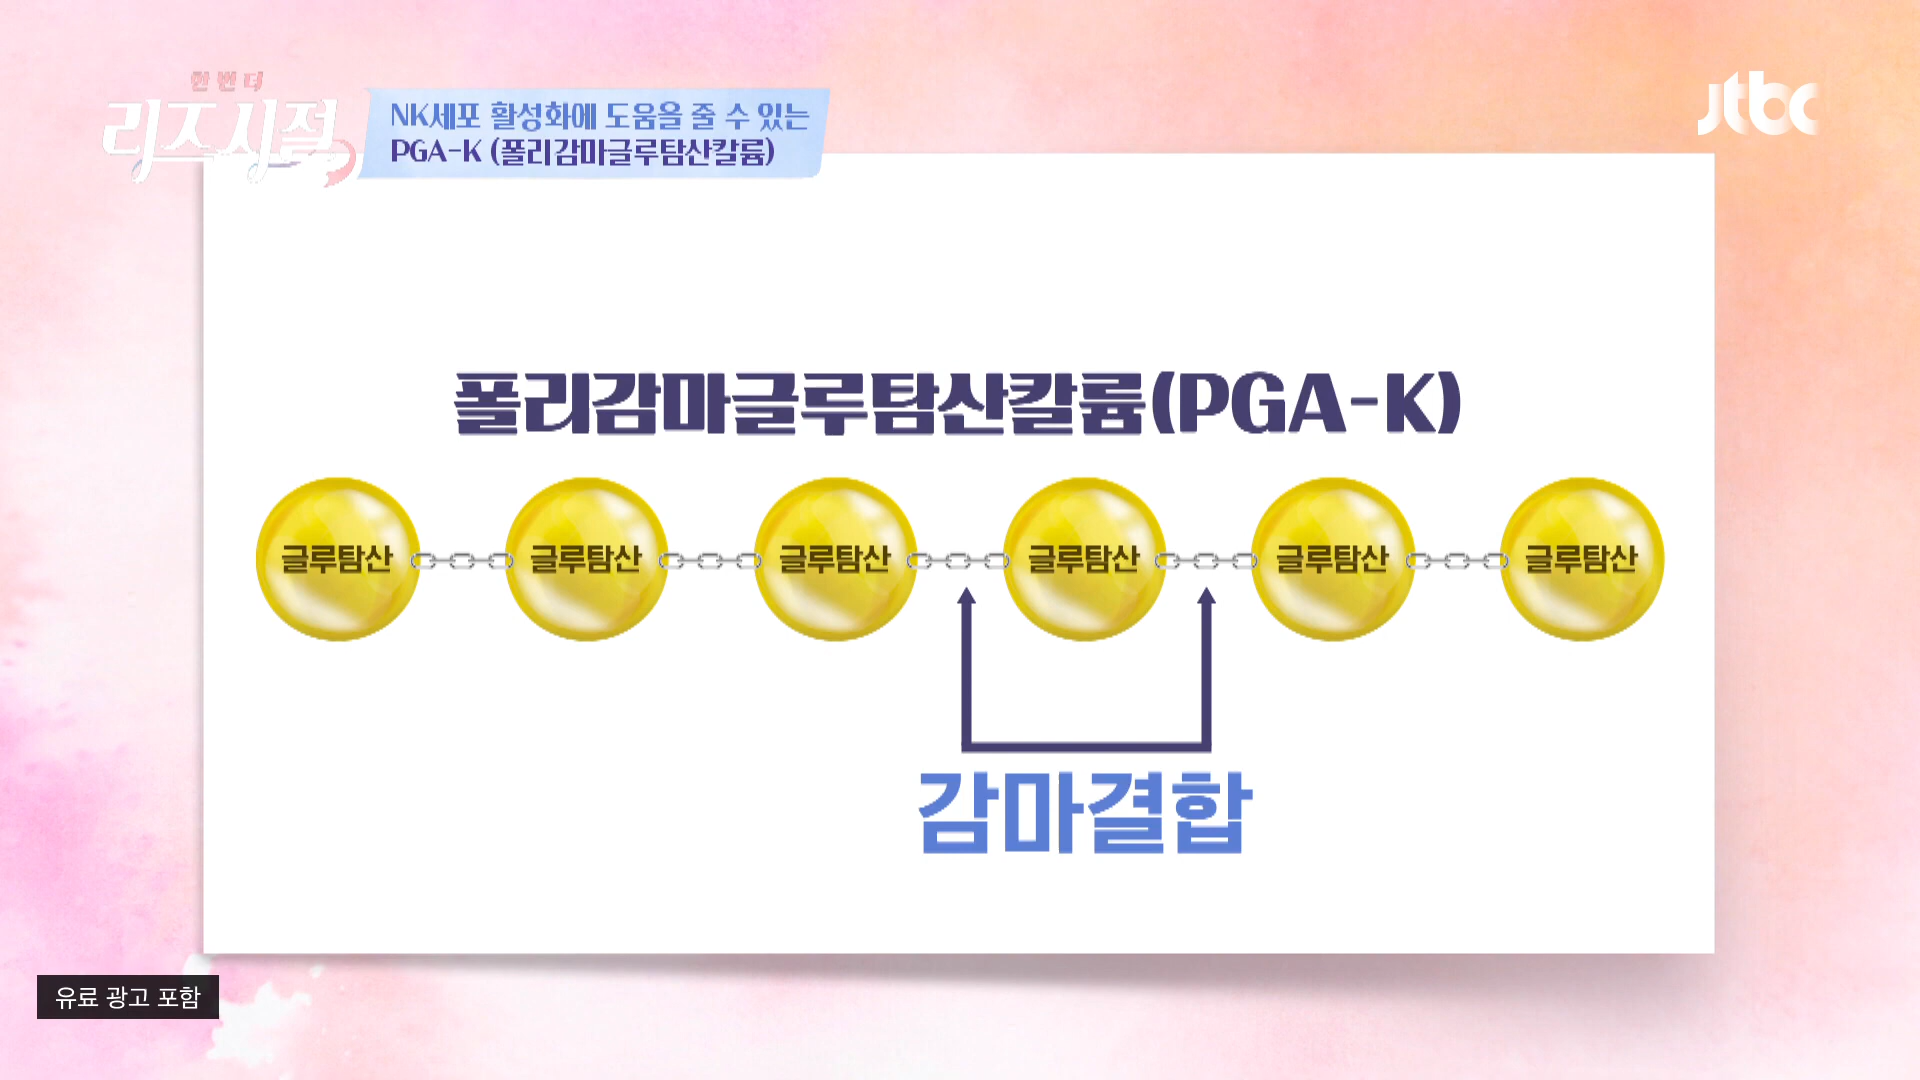 한 번 더
리즈시절
NK세포 활성화에 도움을 줄 수 있는
PGA-K (폴리감마글루탐산칼륨)
jtbc
폴리감마글루탐산칼륨(PGA-K)
글루탐산 글루탐산 글루탐산 글루탐산 글루탐산 글루탐산
감마결합
유료 광고 포함